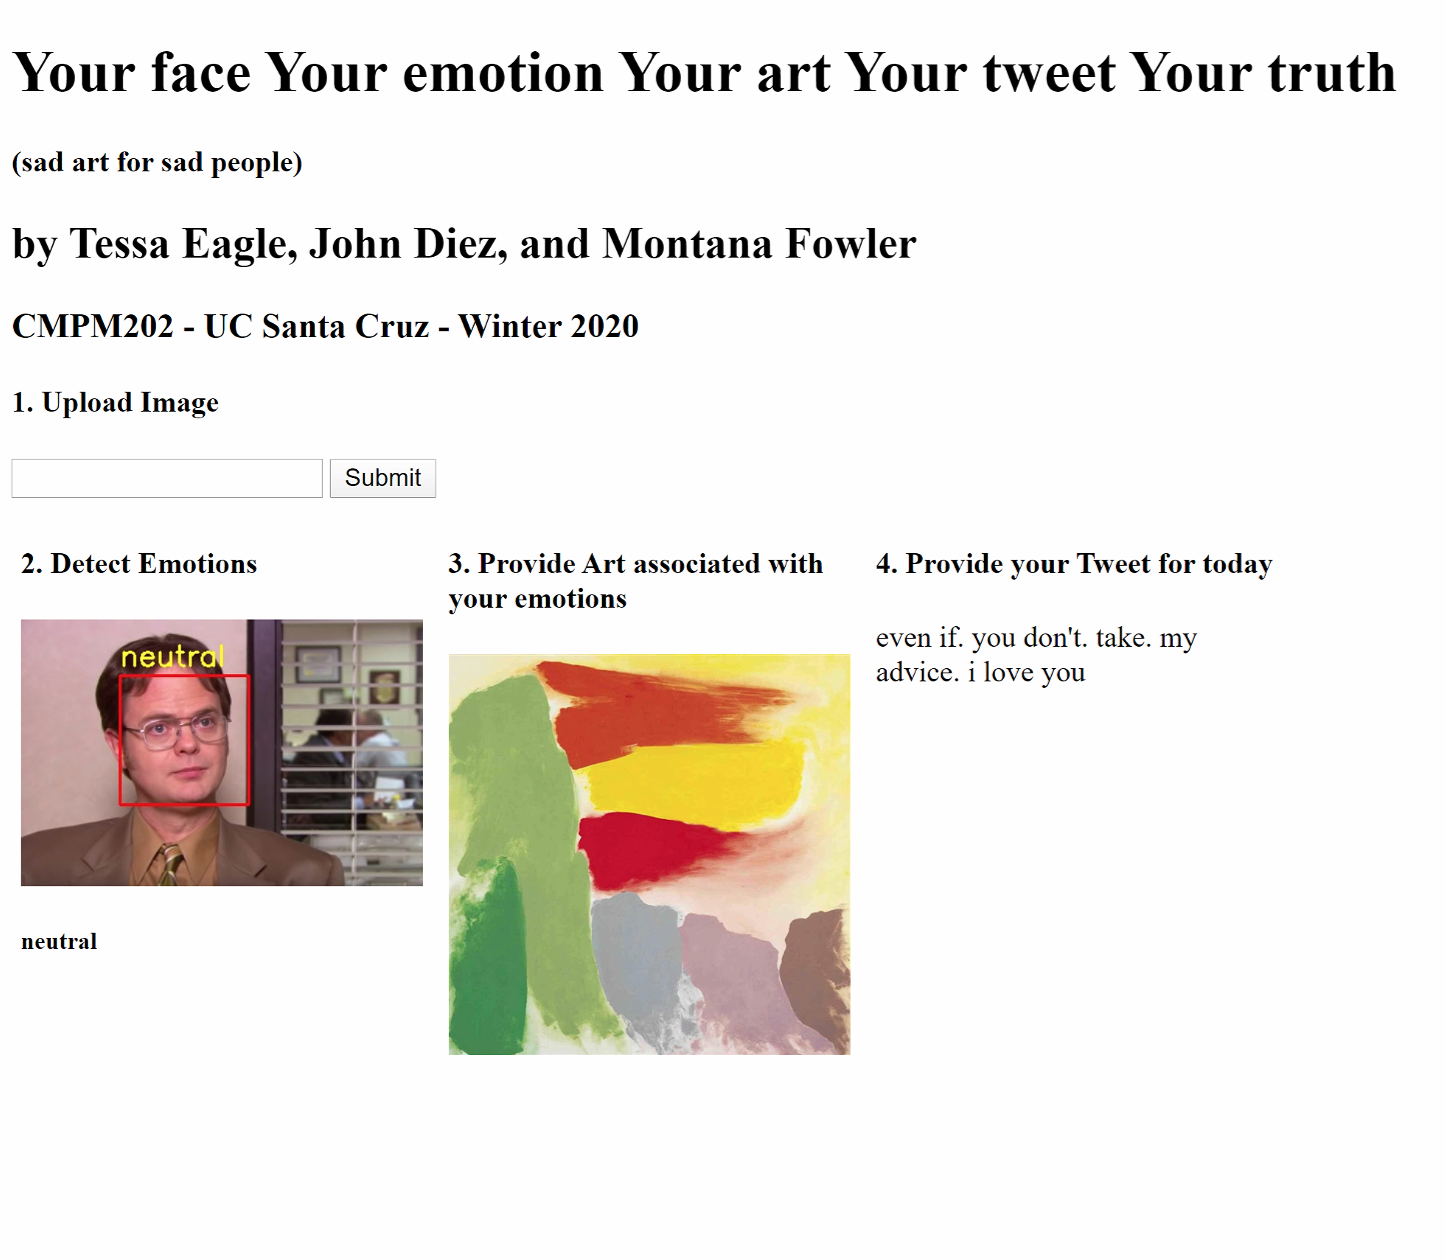 Your face Your emotion Your art Your tweet Your truth
(sad art for sad people)
by Tessa Eagle, John Diez, and Montana Fowler
CMPM202 - UC Santa Cruz - Winter 2020
1. Upload Image
Submit
2. Detect Emotions
neutral
neutral
3. Provide Art associated with
your emotions
4. Provide your Tweet for today
even if. you don't. take. my
advice. i love you